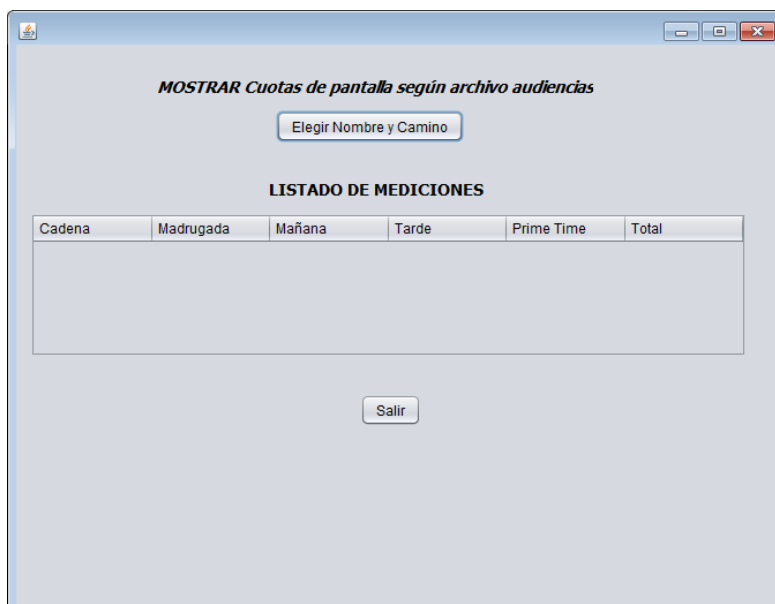 MOSTRAR Cuotas de pantalla según archivo audiencias
Elegir Nombre y Camino
LISTADO DE MEDICIONES
Cadena Madrugada Mañana Tarde Prime Time Total
Salir